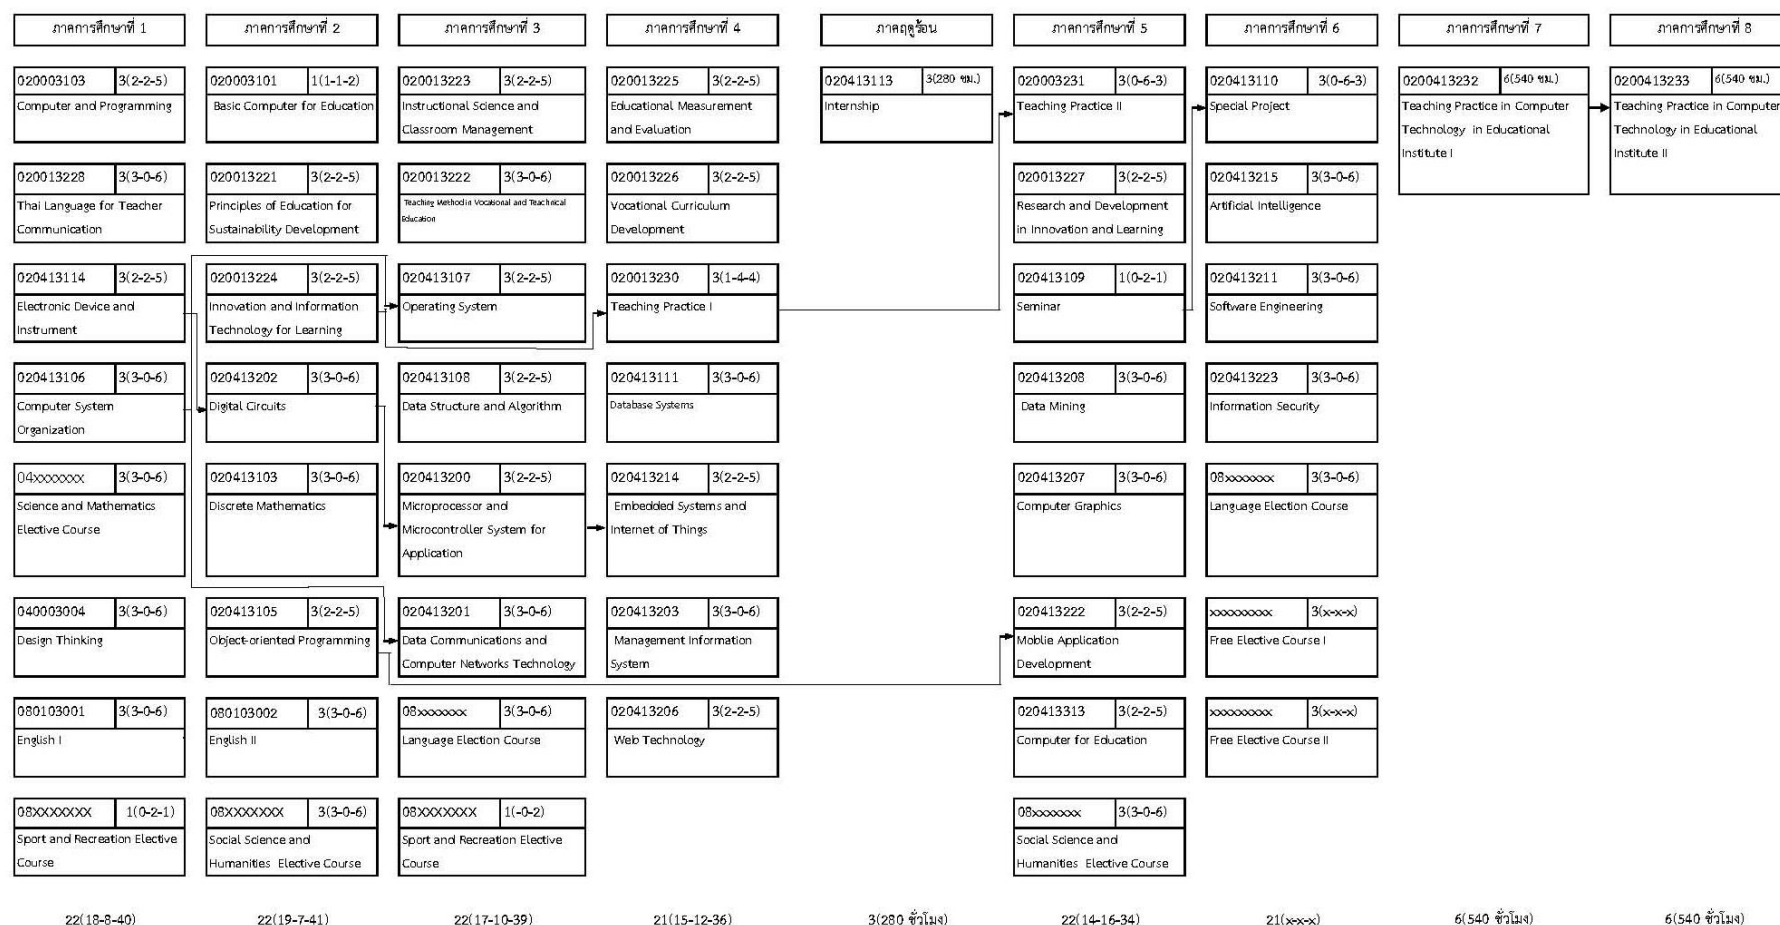 ภาคการศึกษาที่ 1
ภาคการศึกษาที่ 2
ภาคการศึกษาที่ 3
ภาคการศึกษาที่ 4
ภาคฤดูร้อน
ภาคการศึกษาที่ 5
ภาคการศึกษาที่ 6
ภาคการศึกษาที่ 7
ภาคการศึกษาที่ 8
020003103 3(2-2-5)
Computer and Programming
020003101 1(1-1-2)
Basic Computer for Education
020013223 3(2-2-5)
Instructional Science and
Classroom Management
020013225 3(2-2-5)
Educational Measurement
and Evaluation
020413113 3(280 ชม.)
Internship
020003231 3(0-6-3)
Teaching Practice II
020413110 3(0-6-3)
Special Project
0200413232 6(540 ชม.)
Teaching Practice in Computer
Technology in Educational
Institute I
0200413233 6(540 ชม.)
Teaching Practice in Computer
Technology in Educational
Institute II
020013228 3(3-0-6)
Thai Language for Teacher
Communication
020013221 3(2-2-5)
Principles of Education for
Sustainability Development
020013222 3(3-0-6)
Teaching Method in Vocational and Teachnical
Education
020013226 3(2-2-5)
Vocational Curriculum
Development
020013227 3(2-2-5)
Research and Development
in Innovation and Learning
020413215 3(3-0-6)
Artificial Intelligence
020413114 3(2-2-5)
Electronic Device and
Instrument
020013224 3(2-2-5)
Innovation and Information
Technology for Learning
020413107 3(2-2-5)
Operating System
020013230 3(1-4-4)
Teaching Practice I
020413109 1(0-2-1)
Seminar
020413211 3(3-0-6)
Software Engineering
020413106 3(3-0-6)
Computer System
Organization
020413202 3(3-0-6)
Digital Circuits
020413108 3(2-2-5)
Data Structure and Algorithm
020413111 3(3-0-6)
Database Systems
020413208 3(3-0-6)
Data Mining
020413223 3(3-0-6)
Information Security
04xxxxxxx 3(3-0-6)
Science and Mathematics
Elective Course
020413103 3(3-0-6)
Discrete Mathematics
020413200 3(2-2-5)
Microprocessor and
Microcontroller System for
Application
020413214 3(2-2-5)
Embedded Systems and
Internet of Things
020413207 3(3-0-6)
Computer Graphics
08xxxxxxx 3(3-0-6)
Language Election Course
040003004 3(3-0-6)
Design Thinking
020413105 3(2-2-5)
Object-oriented Programming
020413201 3(3-0-6)
Data Communications and
Computer Networks Technology
020413203 3(3-0-6)
Management Information
System
020413222 3(2-2-5)
Moblie Application
Development
xxxxxxxxx 3(x-x-x)
Free Elective Course I
080103001 3(3-0-6)
English I
080103002 3(3-0-6)
English II
08xxxxxxx 3(3-0-6)
Language Election Course
020413206 3(2-2-5)
Web Technology
020413313 3(2-2-5)
Computer for Education
xxxxxxxxx 3(x-x-x)
Free Elective Course II
08XXXXXXX 1(0-2-1)
Sport and Recreation Elective
Course
08XXXXXXX 3(3-0-6)
Social Science and
Humanities Elective Course
08XXXXXXX 1(-0-2)
Sport and Recreation Elective
Course
08xxxxxxx 3(3-0-6)
Social Science and
Humanities Elective Course
22(18-8-40)
22(19-7-41)
22(17-10-39)
21(15-12-36)
3(280 ชั่วโมง)
22(14-16-34)
21(x-x-x)
6(540 ชั่วโมง)
6(540 ชั่วโมง)